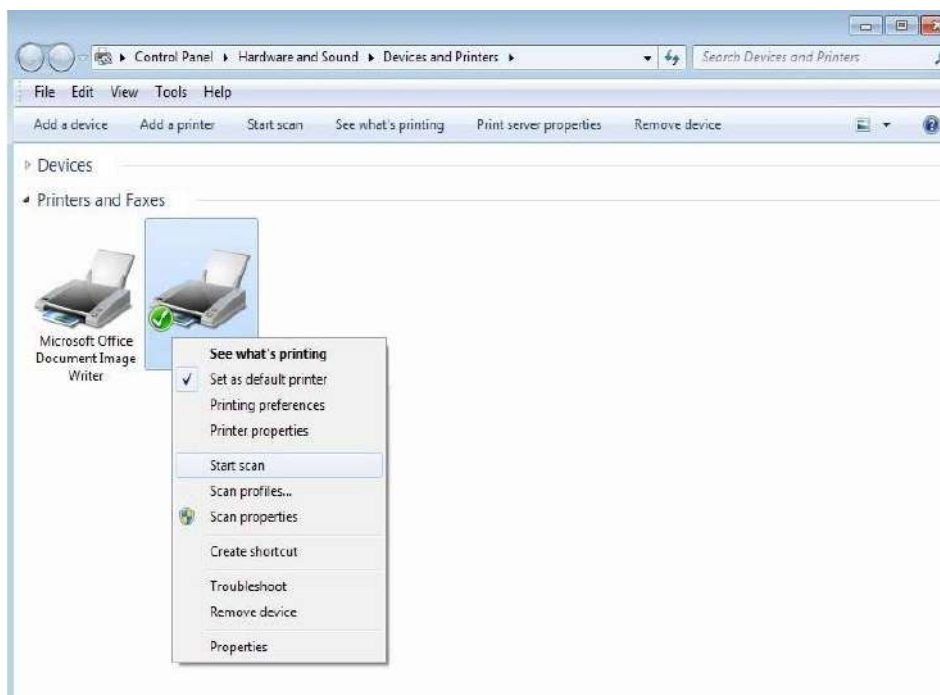 Control Panel ▸ Hardware and Sound ▸ Devices and Printers ▸ Search Devices and Printers
File Edit View Tools Help
Add a device Add a printer Start scan See what's printing Print server properties Remove device
Devices
Printers and Faxes
Microsoft Office
Document Image
Writer
See what's printing
Set as default printer
Printing preferences
Printer properties
Start scan
Scan profiles...
Scan properties
Create shortcut
Troubleshoot
Remove device
Properties